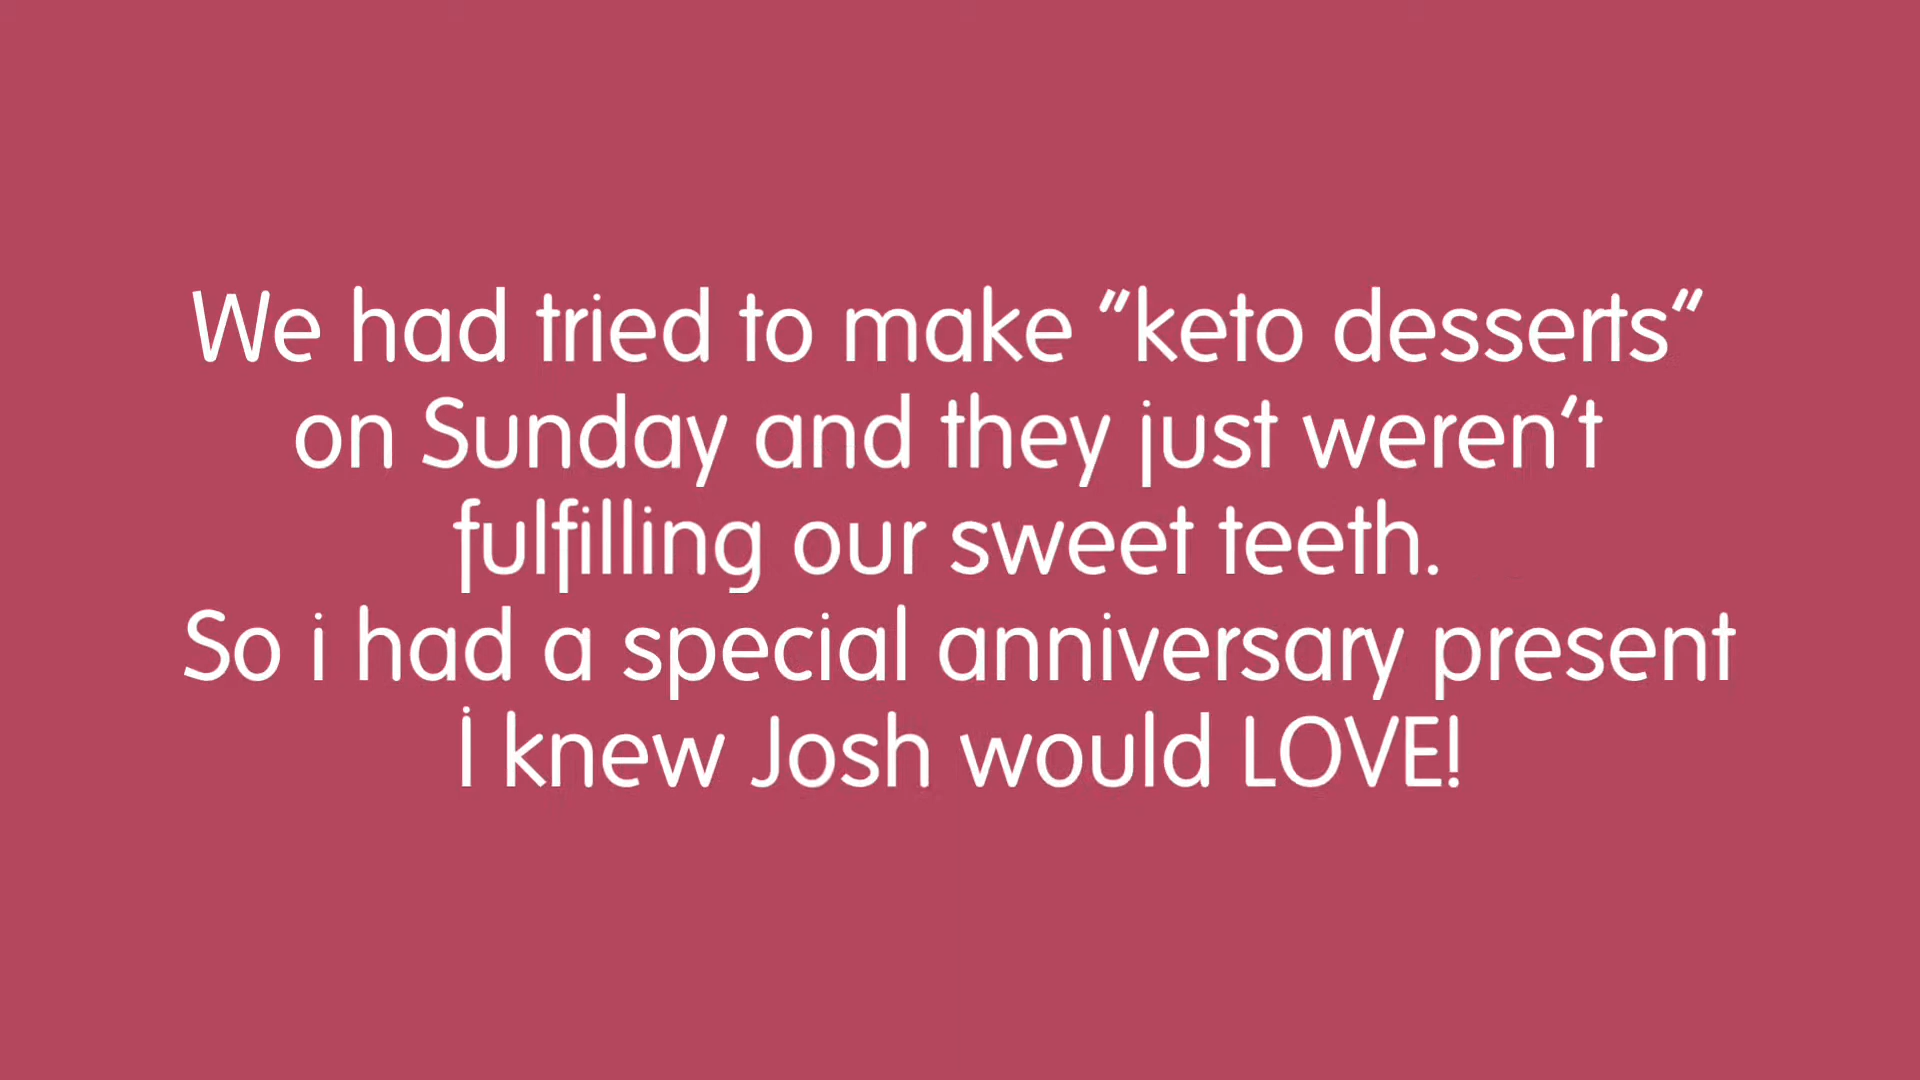 We had tried to make "keto desserts"
on Sunday and they just weren't
fulfilling our sweet teeth.
So i had a special anniversary present
I knew Josh would LOVE!